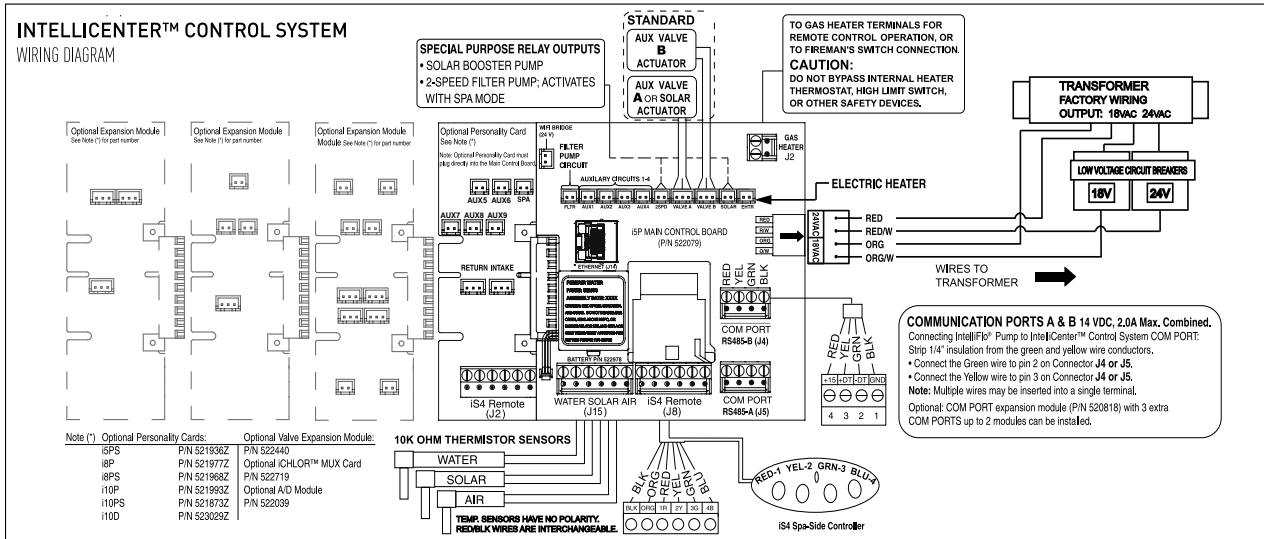 INTELLICENTER™ CONTROL SYSTEM
WIRING DIAGRAM
SPECIAL PURPOSE RELAY OUTPUTS
• SOLAR BOOSTER PUMP
• 2-SPEED FILTER PUMP; ACTIVATES
WITH SPA MODE
STANDARD
AUX VALVE
B
ACTUATOR
AUX VALVE
A OR SOLAR
ACTUATOR
TO GAS HEATER TERMINALS FOR
REMOTE CONTROL OPERATION, OR
TO FIREMAN'S SWITCH CONNECTION.
CAUTION:
DO NOT BYPASS INTERNAL HEATER
THERMOSTAT, HIGH LIMIT SWITCH,
OR OTHER SAFETY DEVICES.
TRANSFORMER
FACTORY WIRING
OUTPUT: 18VAC 24VAC
LOW VOLTAGE CIRCUIT BREAKERS
18V
24V
Optional Expansion Module
See Note (*) for part number
Optional Expansion Module
See Note (*) for part number
Optional Expansion Module
Module See Note (*) for part number
Optional Personality Card
See Note (*)
Note: Optional Personality Card must
plug directly into the Main Control Board.
WIFI BRIDGE
(24 V)
FILTER
PUMP
CIRCUIT
AUXILARY CIRCUITS 1-4
GAS
HEATER
J2
ELECTRIC HEATER
AUX5 AUX6 SPA
FLTR AUX1 AUX2 AUX3 AUX4 2SPD VALVE A VALVE B SOLAR EHTR
AUX7 AUX8 AUX9
RETURN INTAKE
i5P MAIN CONTROL BOARD
(P/N 522079)
* ETHERNET (J14)
RED
R/W
ORG
O/W
24VAC
18VAC
RED
RED/W
ORG
ORG/W
WIRES TO
TRANSFORMER
BATTERY P/N 522978
RED YEL GRN BLK
COM PORT
RS485-B (J4)
COM PORT
RS485-A (J5)
RED YEL GRN BLK
+15 +DT -DT GND
4 3 2 1
iS4 Remote
(J2)
WATER SOLAR AIR
(J15)
iS4 Remote
(J8)
COMMUNICATION PORTS A & B 14 VDC, 2.0A Max. Combined.
Connecting IntelliFlo® Pump to InteliCenter™ Control System COM PORT:
Strip 1/4" insulation from the green and yellow wire conductors.
• Connect the Green wire to pin 2 on Connector J4 or J5.
• Connect the Yellow wire to pin 3 on Connector J4 or J5.
Note: Multiple wires may be inserted into a single terminal.
Optional: COM PORT expansion module (P/N 520818) with 3 extra
COM PORTS up to 2 modules can be installed.
Note (*) Optional Personality Cards: Optional Valve Expansion Module:
i5PS P/N 521936Z P/N 522440
i8P P/N 521977Z Optional iCHLOR™ MUX Card
i8PS P/N 521968Z P/N 522719
i10P P/N 521993Z Optional A/D Module
i10PS P/N 521873Z P/N 522039
i10D P/N 523029Z
10K OHM THERMISTOR SENSORS
WATER
SOLAR
AIR
TEMP. SENSORS HAVE NO POLARITY.
RED/BLK WIRES ARE INTERCHANGEABLE.
BLK ORG RED YEL GRN BLU
BLK ORG 1R 2Y 3G 4B
RED-1 YEL-2 GRN-3 BLU-4
iS4 Spa-Side Controller